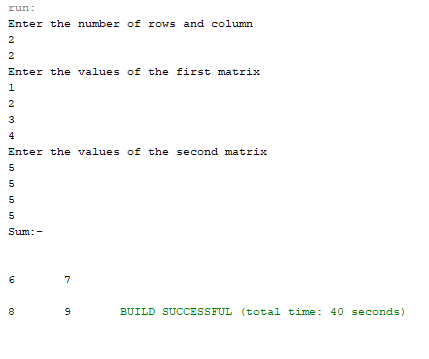 run:
Enter the number of rows and column
2
2
Enter the values of the first matrix
1
2
3
4
Enter the values of the second matrix
5
5
5
5
Sum:-
6 7
8 9 BUILD SUCCESSFUL (total time: 40 seconds)